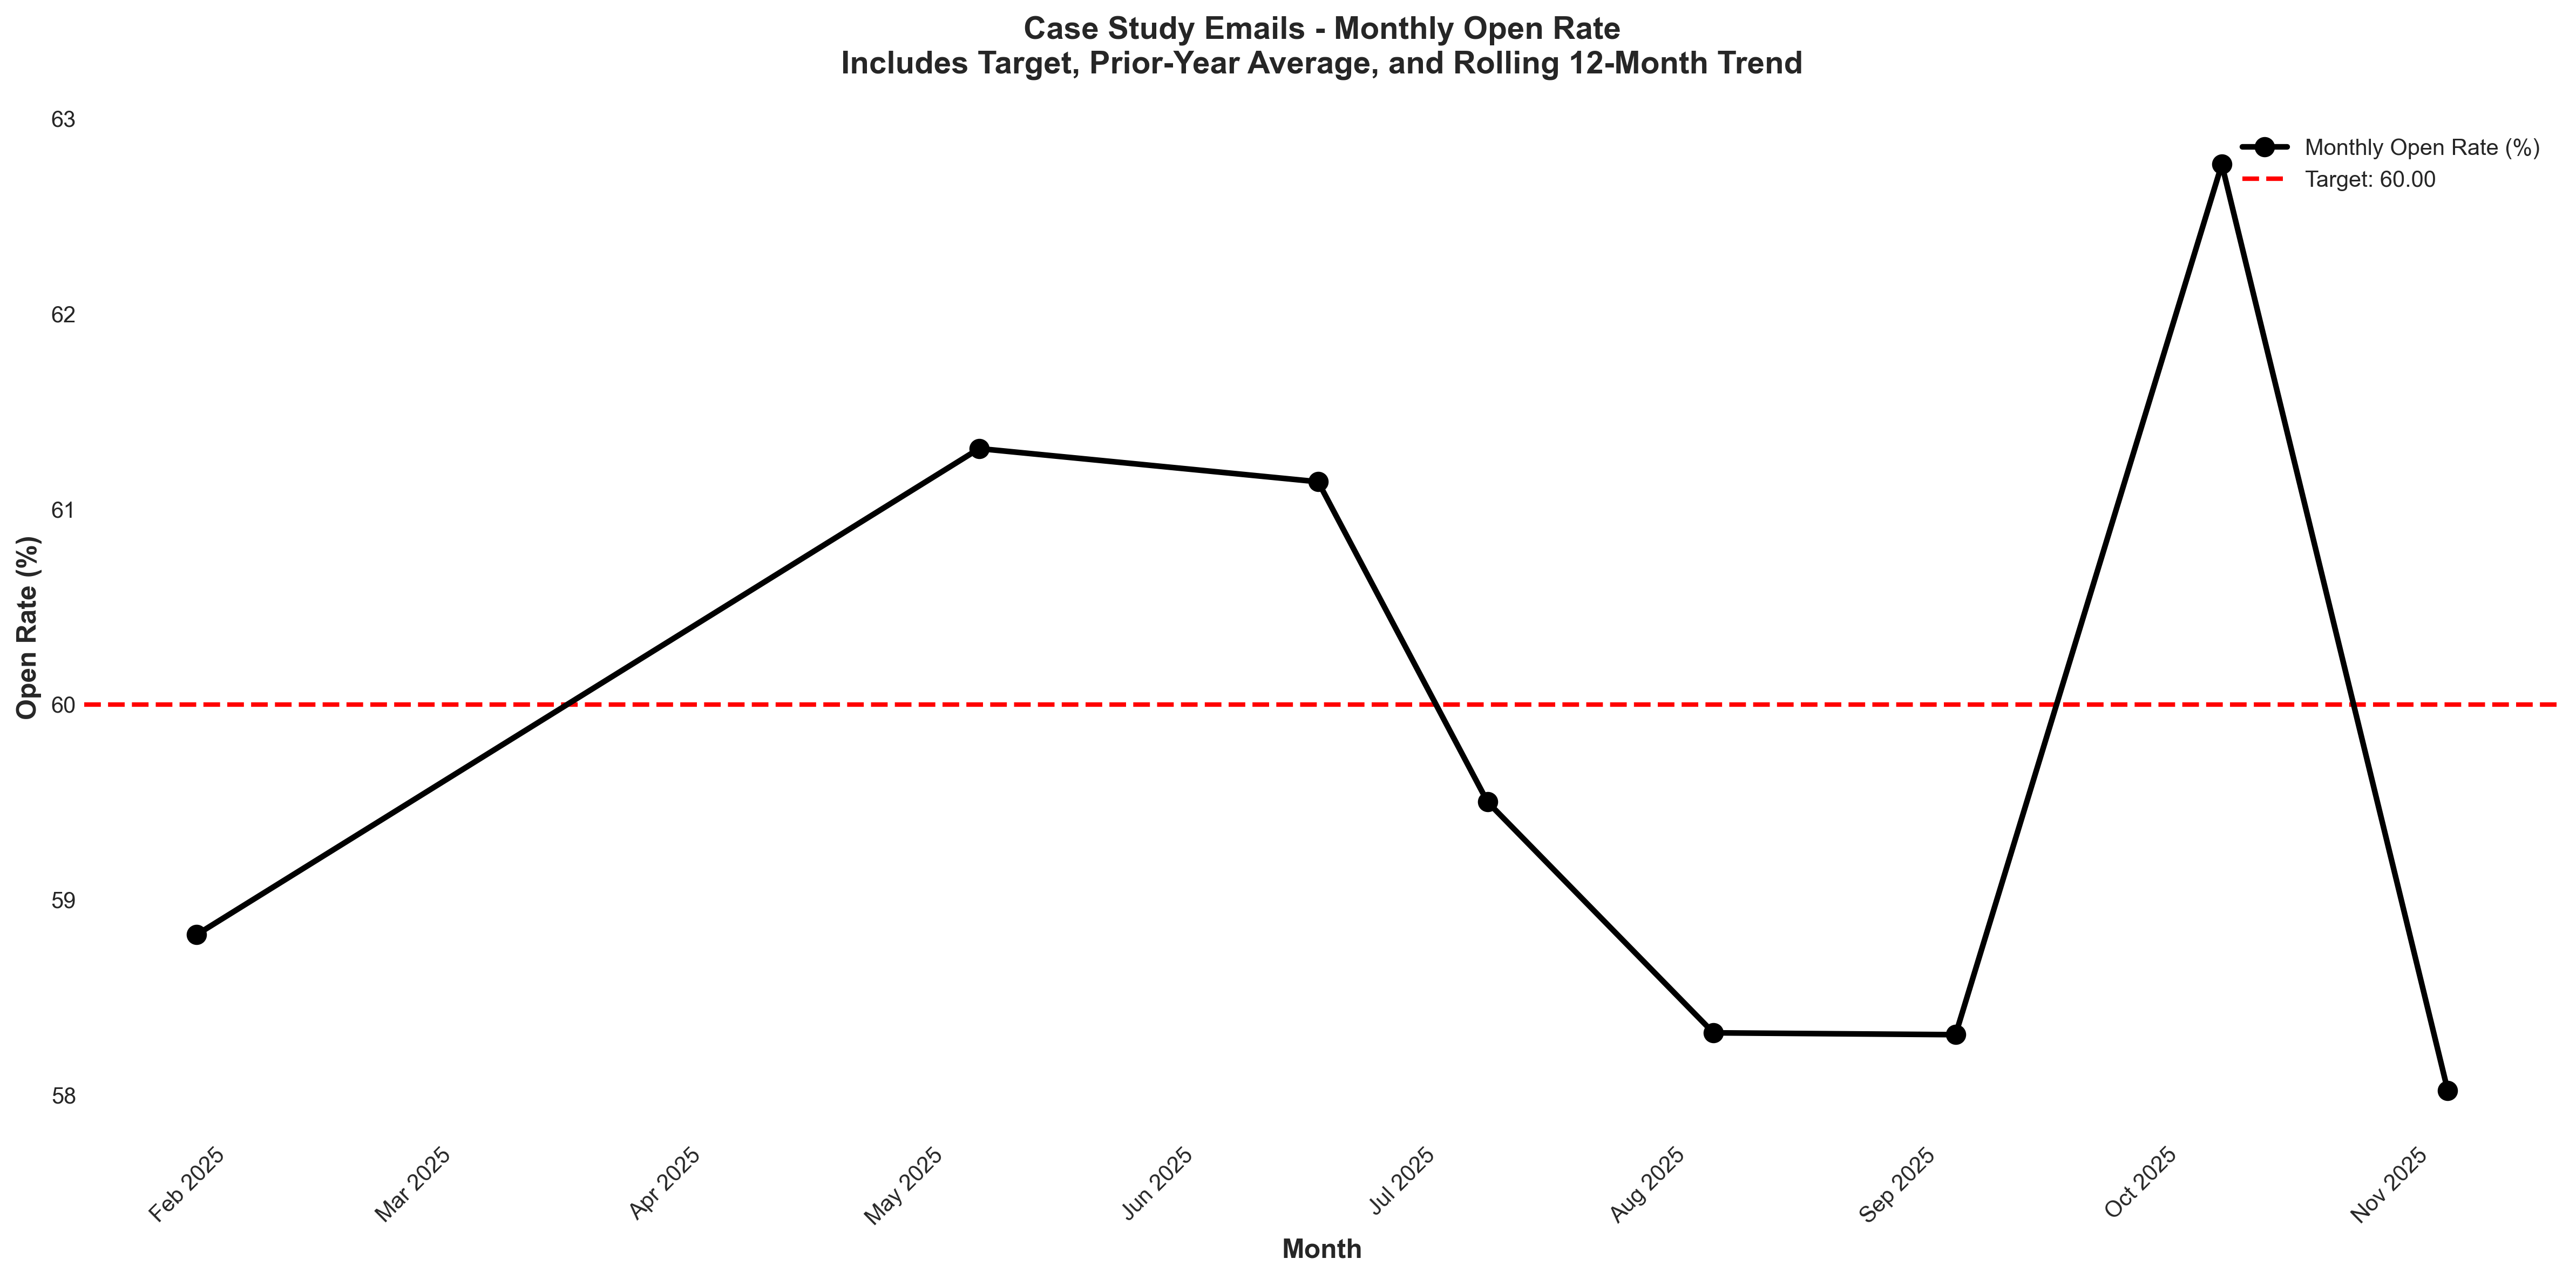 Case Study Emails - Monthly Open Rate
Includes Target, Prior-Year Average, and Rolling 12-Month Trend
Monthly Open Rate (%)
Target: 60.00
Open Rate (%)
63
62
61
60
59
58
Feb 2025
Mar 2025
Apr 2025
May 2025
Jun 2025
Jul 2025
Aug 2025
Sep 2025
Oct 2025
Nov 2025
Month